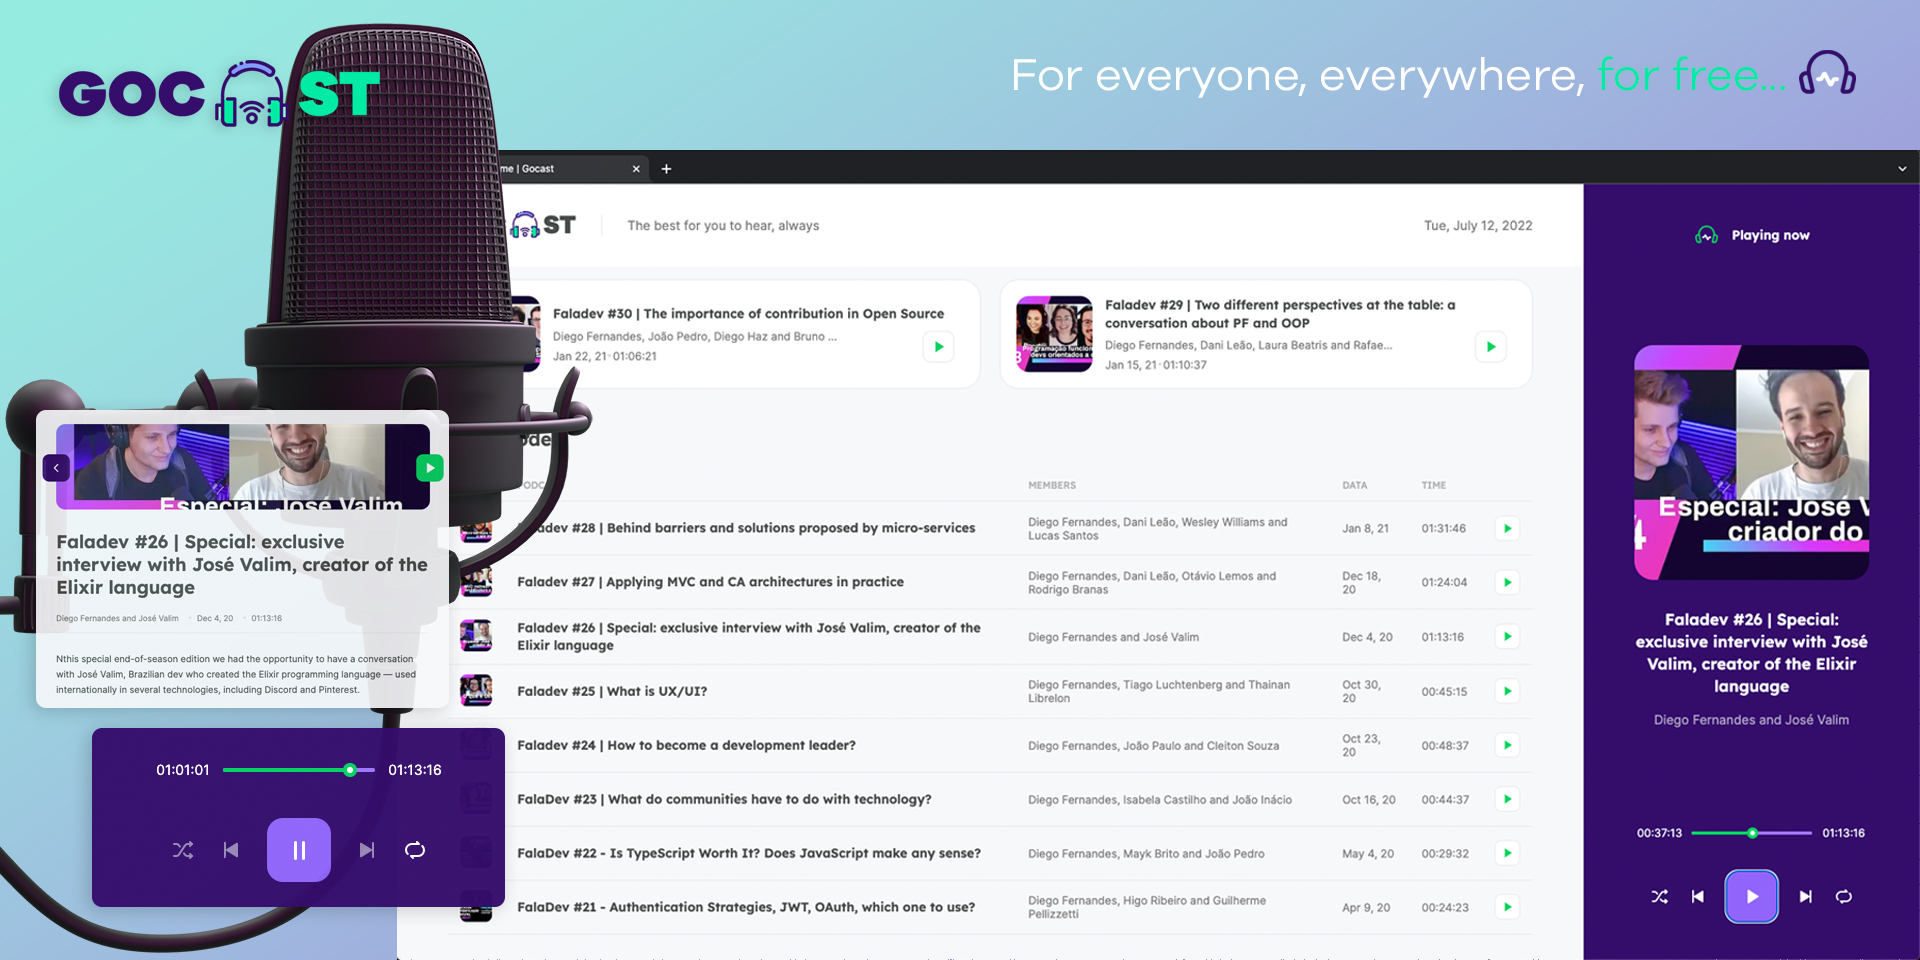 GOC ST
For everyone, everywhere, for free...
me | Gocast
ST
The best for you to hear, always
Tue, July 12, 2022
Playing now
Faladev #30 | The importance of contribution in Open Source
Diego Fernandes, João Pedro, Diego Haz and Bruno ...
Jan 22, 21 · 01:06:21
Faladev #29 | Two different perspectives at the table: a
conversation about PF and OOP
Diego Fernandes, Dani Leão, Laura Beatris and Rafae...
Jan 15, 21 · 01:10:37
MEMBERS
DATA
TIME
Faladev #28 | Behind barriers and solutions proposed by micro-services
Diego Fernandes, Dani Leão, Wesley Williams and
Lucas Santos
Jan 8, 21
01:31:46
Faladev #27 | Applying MVC and CA architectures in practice
Diego Fernandes, Dani Leão, Otávio Lemos and
Rodrigo Branas
Dec 18,
20
01:24:04
Faladev #26 | Special: exclusive interview with José Valim, creator of the
Elixir language
Diego Fernandes and José Valim
Dec 4, 20
01:13:16
Faladev #25 | What is UX/UI?
Diego Fernandes, Tiago Luchtenberg and Thainan
Librelon
Oct 30,
20
00:45:15
Faladev #24 | How to become a development leader?
Diego Fernandes, João Paulo and Cleiton Souza
Oct 23,
20
00:48:37
FalaDev #23 | What do communities have to do with technology?
Diego Fernandes, Isabela Castilho and João Inácio
Oct 16, 20
00:44:37
FalaDev #22 - Is TypeScript Worth It? Does JavaScript make any sense?
Diego Fernandes, Mayk Brito and João Pedro
May 4, 20
00:29:32
FalaDev #21 - Authentication Strategies, JWT, OAuth, which one to use?
Diego Fernandes, Higo Ribeiro and Guilherme
Pellizzetti
Apr 9, 20
00:24:23
Especial: José Valim
Faladev #26 | Special: exclusive
interview with José Valim, creator of the
Elixir language
Diego Fernandes and José Valim · Dec 4, 20 · 01:13:16
Nthis special end-of-season edition we had the opportunity to have a conversation
with José Valim, Brazilian dev who created the Elixir programming language — used
internationally in several technologies, including Discord and Pinterest.
01:01:01
01:13:16
Especial: José V
criador do
4
Faladev #26 | Special:
exclusive interview with José
Valim, creator of the Elixir
language
Diego Fernandes and José Valim
00:37:13
01:13:16